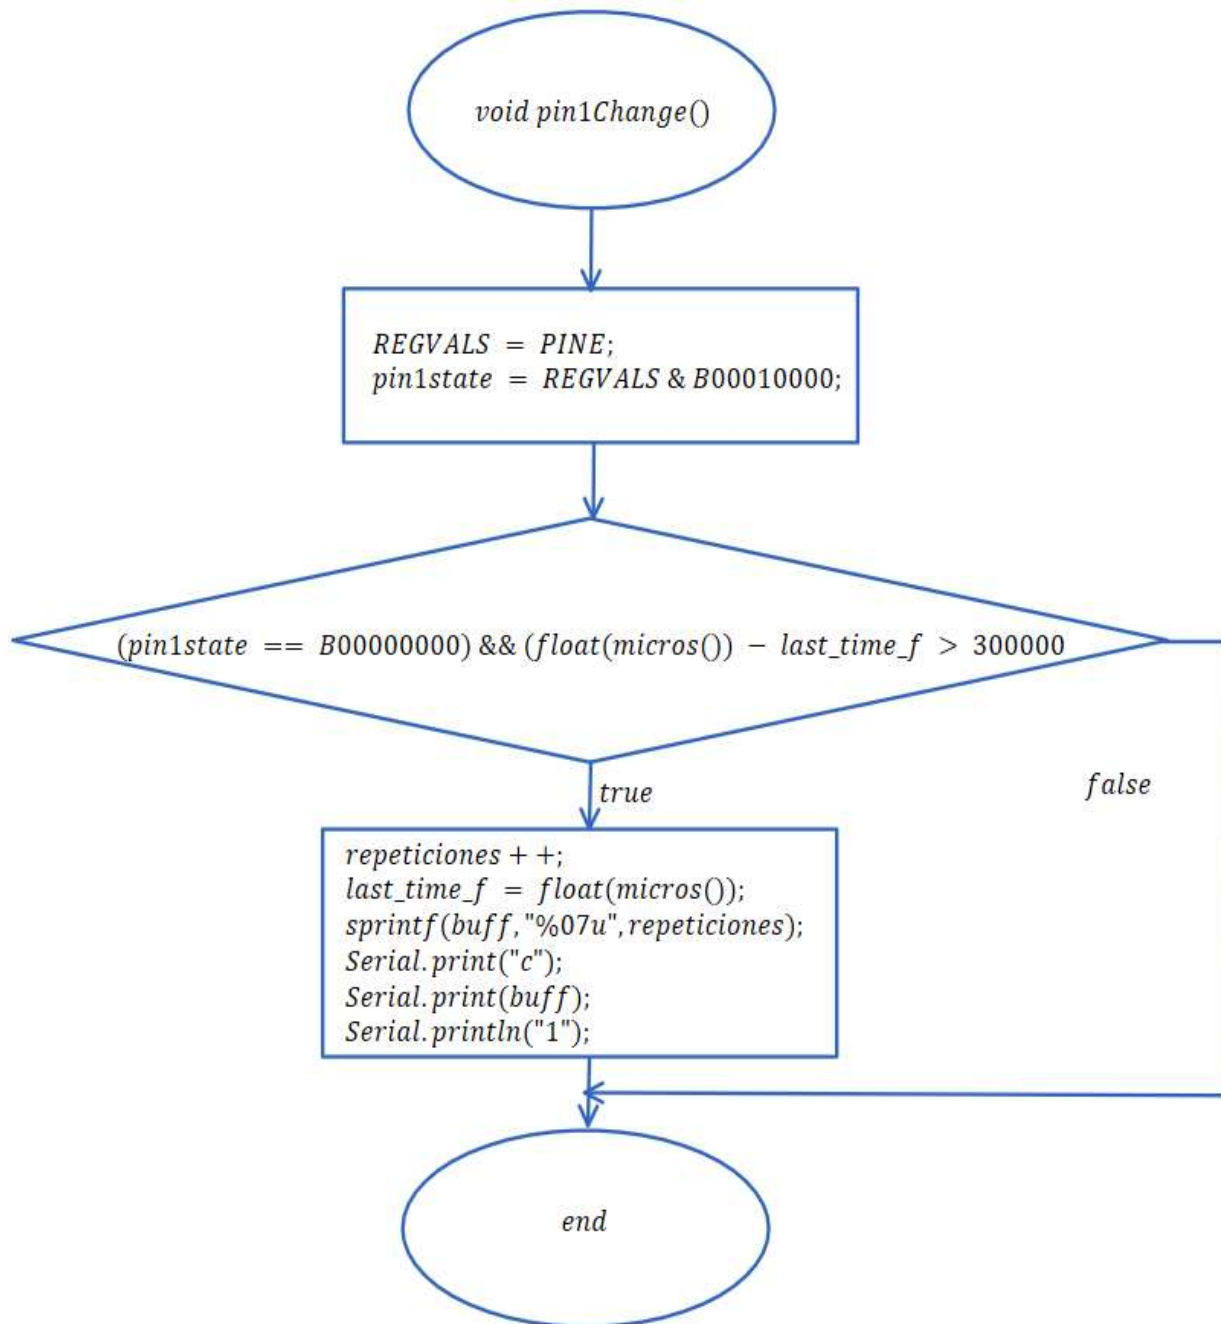 void pin1Change()
REGVALS = PINE;
pin1state = REGVALS & B00010000;
(pin1state == B00000000) && (float(micros()) − last_time_f > 300000
true
false
repeticiones + +;
last_time_f = float(micros());
sprintf(buff,"%07u",repeticiones);
Serial.print("c");
Serial.print(buff);
Serial.println("1");
end